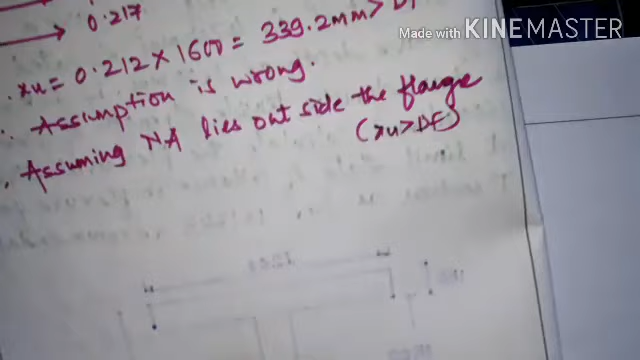 Made with KINEMASTER
0.217
xu = 0.212 × 1600 = 339.2mm > Df
∴ Assumption is wrong.
Assuming NA lies out side the flange
(xu > Df)